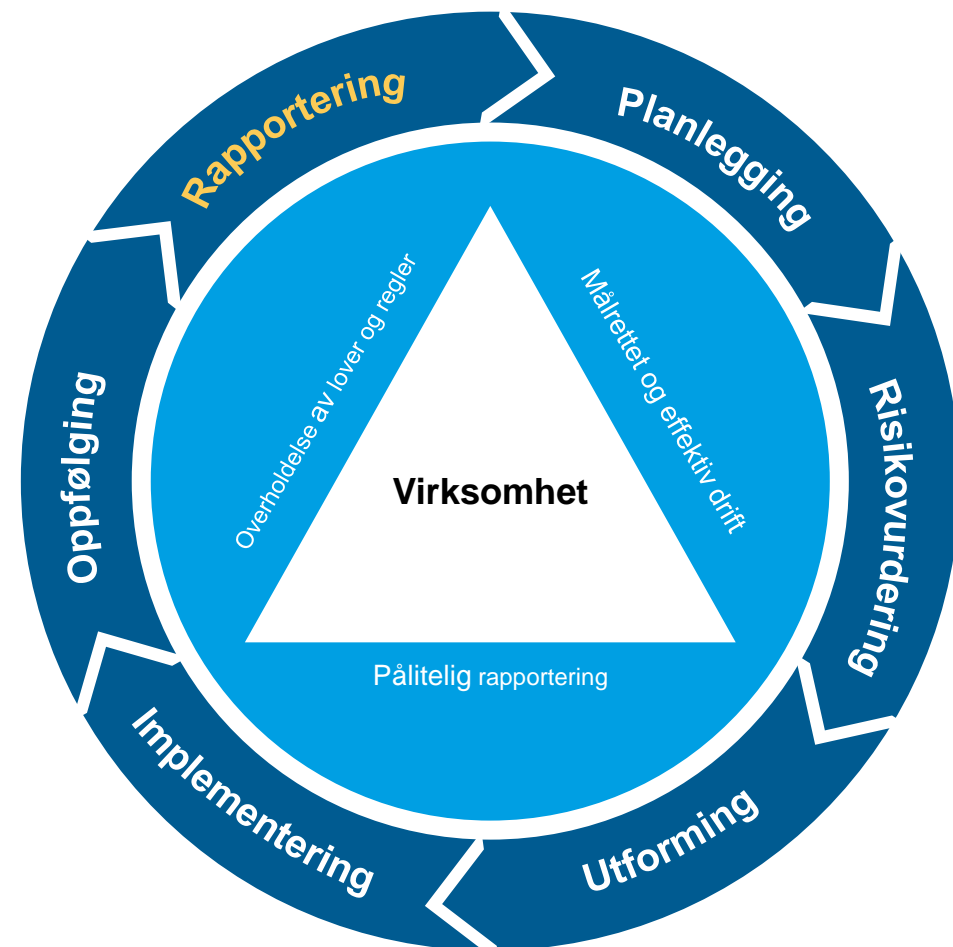 Rapportering
Planlegging
Risikovurdering
Utforming
Implementering
Oppfølging
Overholdelse av lover og regler
Målrettet og effektiv drift
Virksomhet
Pålitelig rapportering